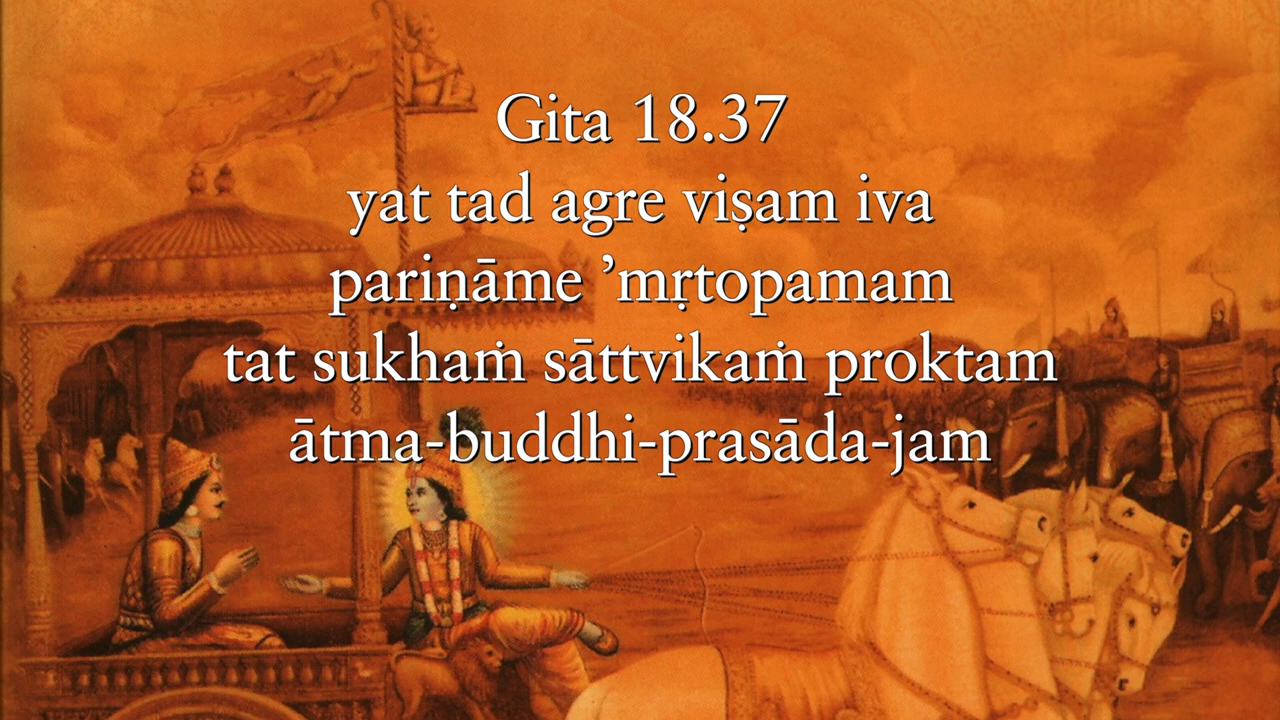 Gita 18.37
yat tad agre viṣam iva
pariṇāme ’mṛtopamam
tat sukhaṁ sāttvikaṁ proktam
ātma-buddhi-prasāda-jam